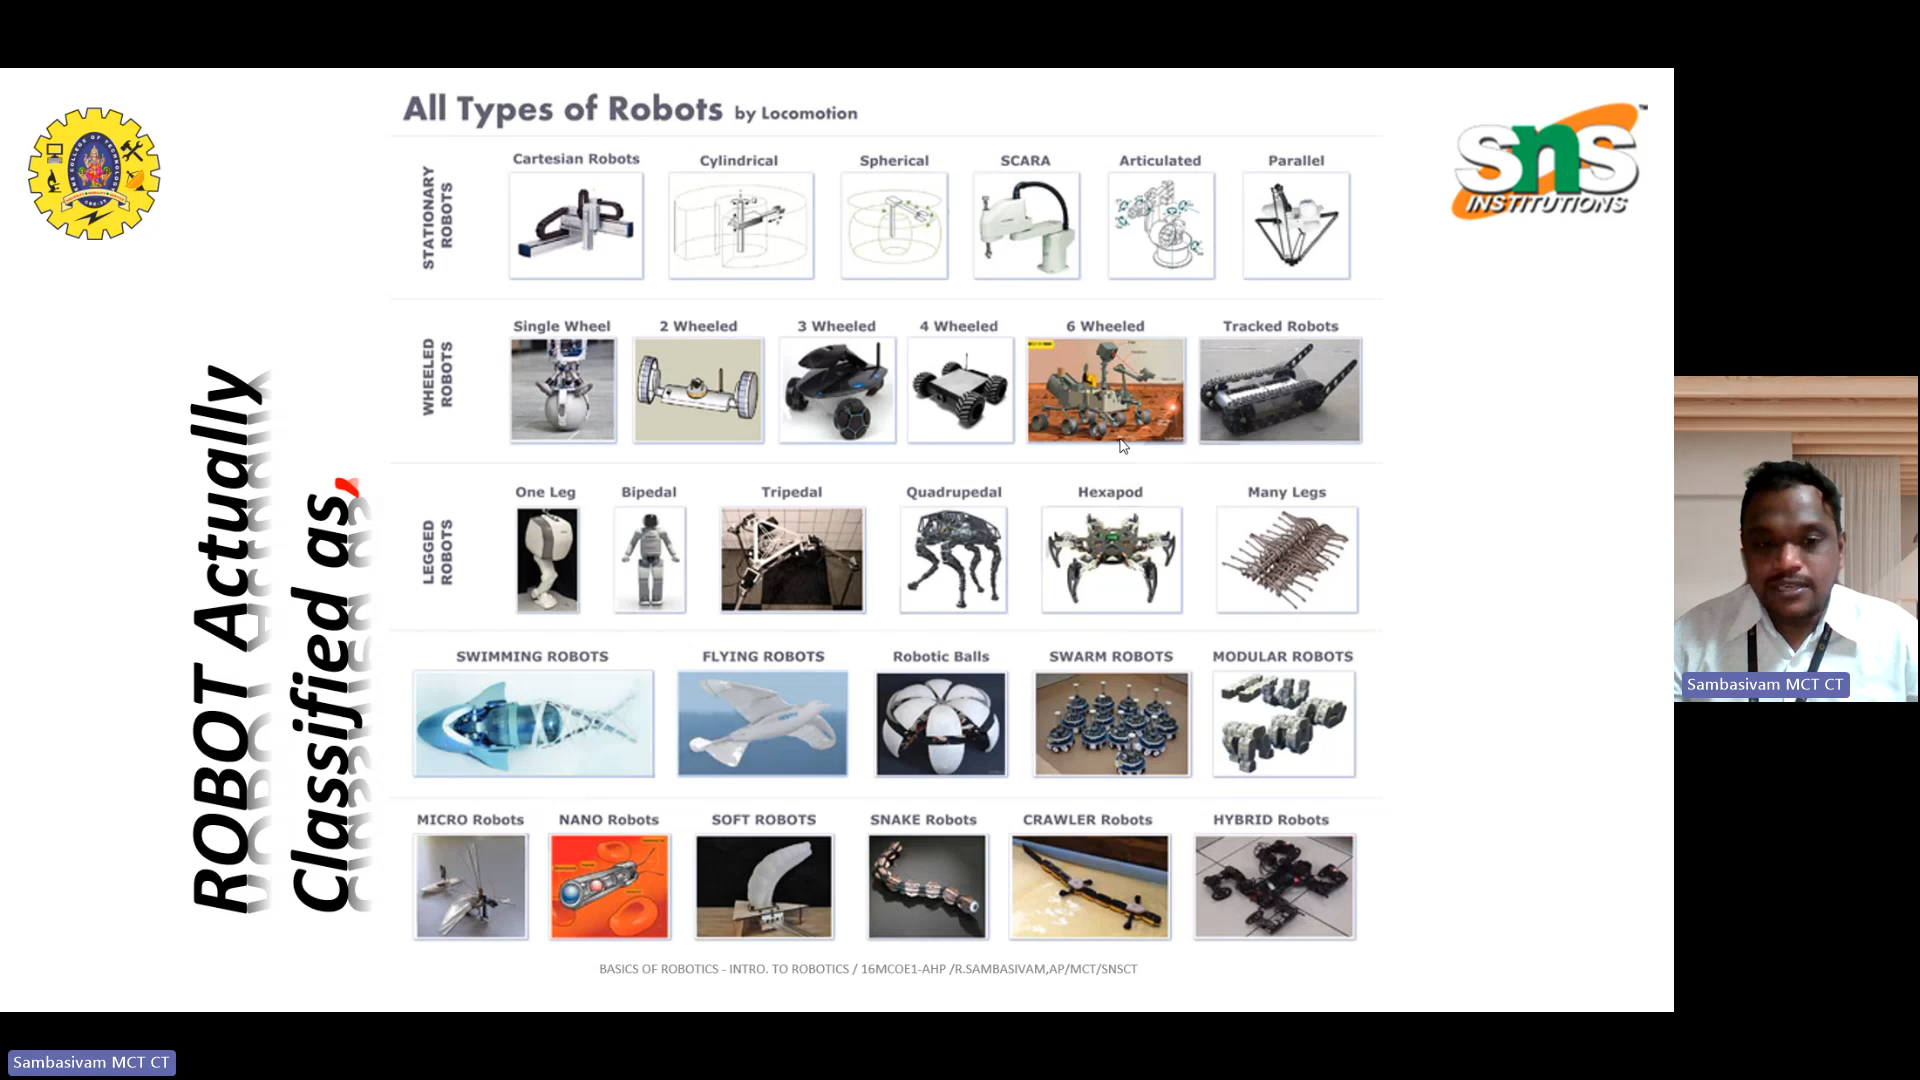 All Types of Robots by Locomotion
STATIONARY
ROBOTS
Cartesian Robots
Cylindrical
Spherical
SCARA
Articulated
Parallel
WHEELED
ROBOTS
Single Wheel
2 Wheeled
3 Wheeled
4 Wheeled
6 Wheeled
Tracked Robots
LEGGED
ROBOTS
One Leg
Bipedal
Tripedal
Quadrupedal
Hexapod
Many Legs
SWIMMING ROBOTS
FLYING ROBOTS
Robotic Balls
SWARM ROBOTS
MODULAR ROBOTS
MICRO Robots
NANO Robots
SOFT ROBOTS
SNAKE Robots
CRAWLER Robots
HYBRID Robots
ROBOT Actually
Classified as,
sns
INSTITUTIONS
BASICS OF ROBOTICS - INTRO. TO ROBOTICS / 16MCOE1-AHP /R.SAMBASIVAM,AP/MCT/SNSCT
Sambasivam MCT CT
Sambasivam MCT CT